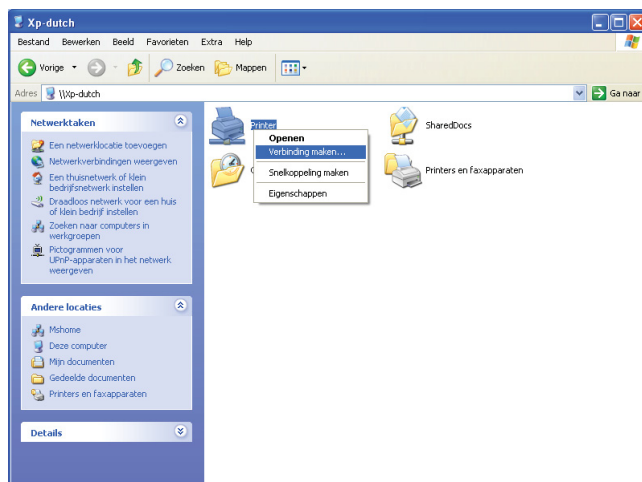 Xp-dutch
Bestand Bewerken Beeld Favorieten Extra Help
Vorige Zoeken Mappen
Adres \\Xp-dutch Ga naar
Netwerktaken
Een netwerklocatie toevoegen
Netwerkverbindingen weergeven
Een thuisnetwerk of klein
bedrijfsnetwerk instellen
Draadloos netwerk voor een huis
of klein bedrijf instellen
Zoeken naar computers in
werkgroepen
Pictogrammen voor
UPnP-apparaten in het netwerk
weergeven
Andere locaties
Mshome
Deze computer
Mijn documenten
Gedeelde documenten
Printers en faxapparaten
Details
Printer
SharedDocs
Printers en faxapparaten
Openen
Verbinding maken...
Snelkoppeling maken
Eigenschappen